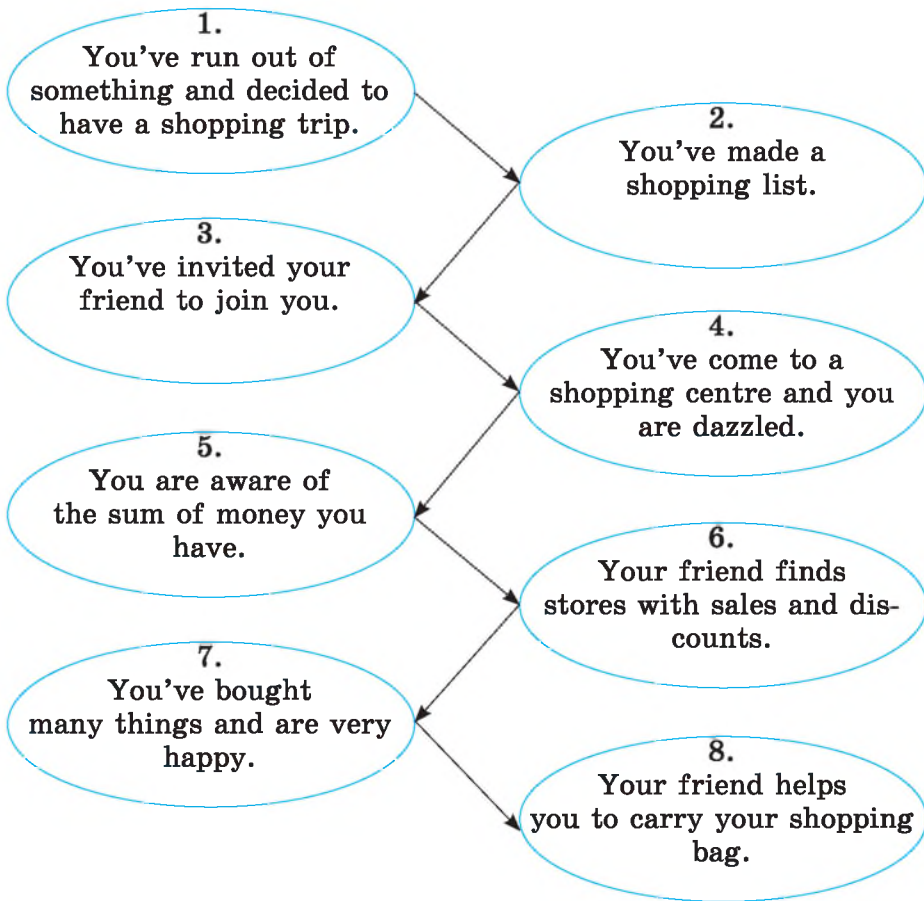 1.
You've run out of
something and decided to
have a shopping trip.
2.
You've made a
shopping list.
3.
You've invited your
friend to join you.
4.
You've come to a
shopping centre and you
are dazzled.
5.
You are aware of
the sum of money you
have.
6.
Your friend finds
stores with sales and dis-
counts.
7.
You've bought
many things and are very
happy.
8.
Your friend helps
you to carry your shopping
bag.